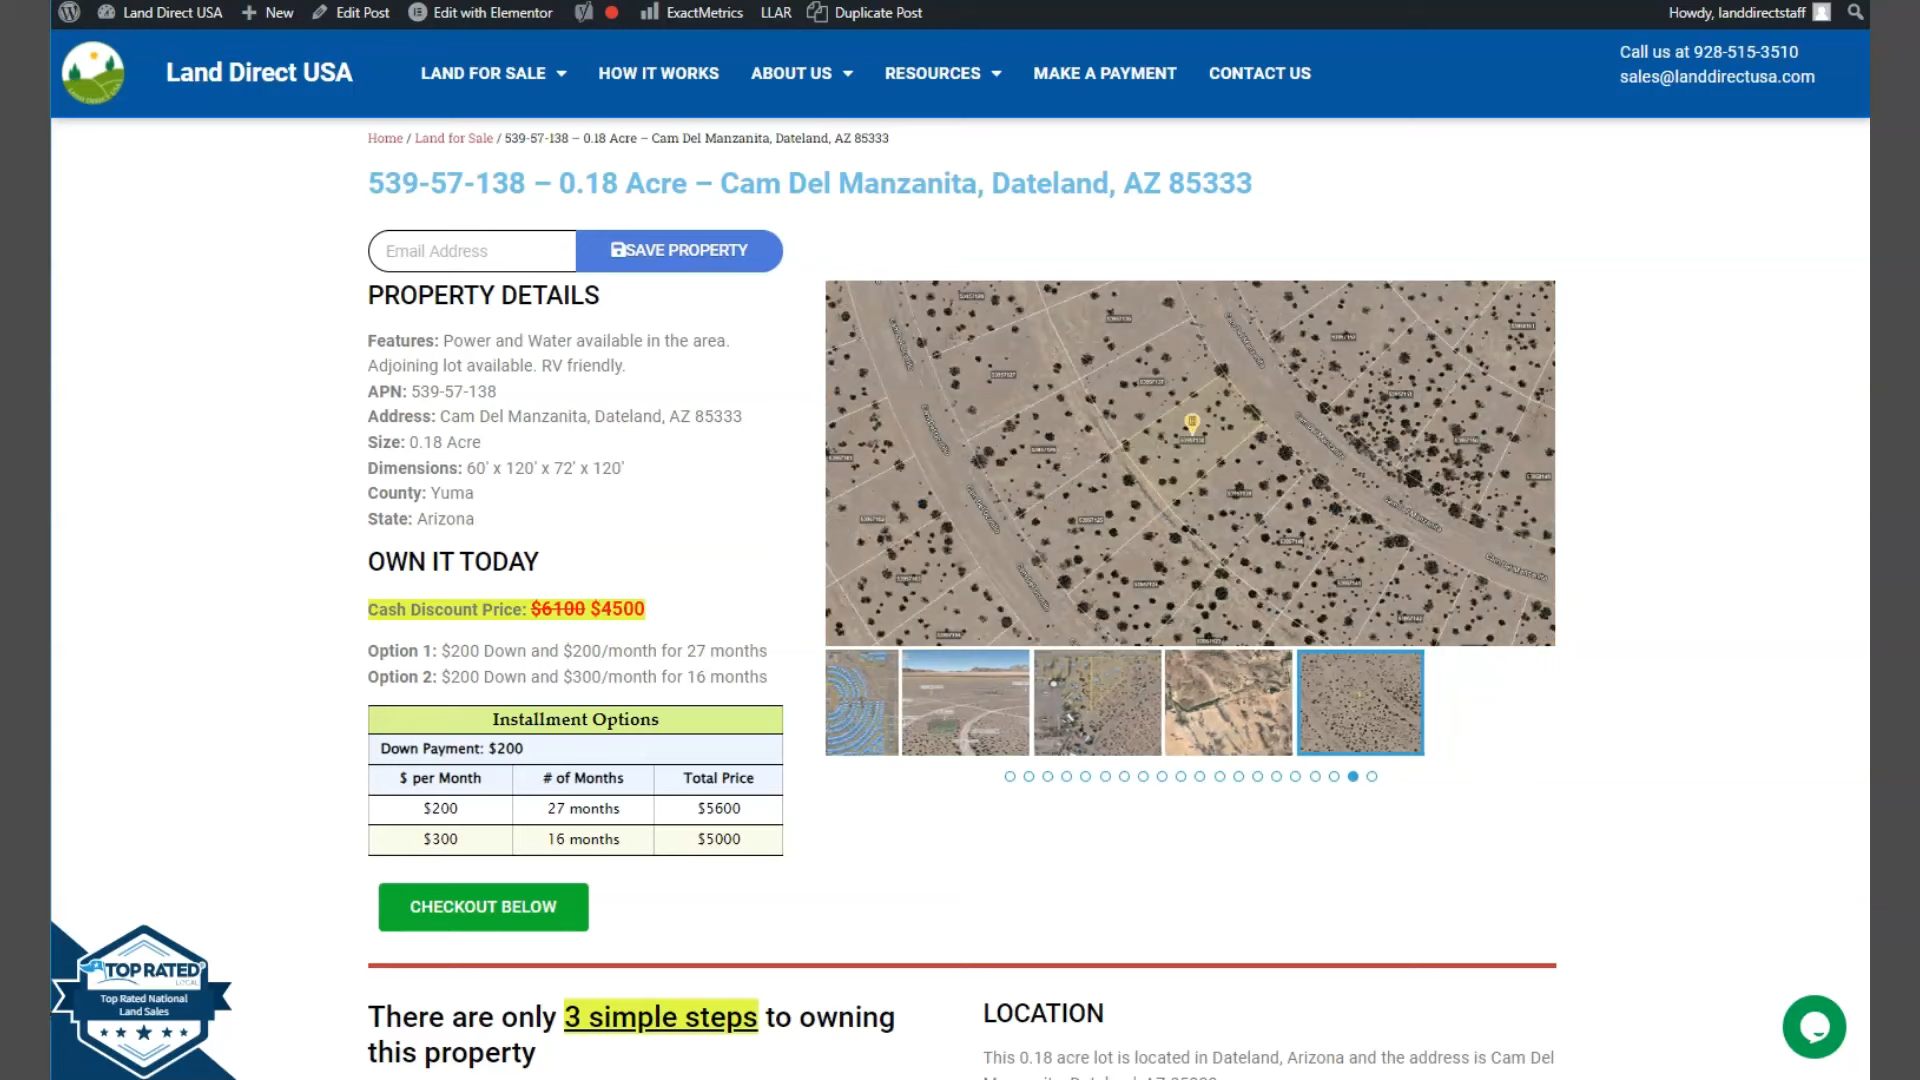 Land Direct USA New Edit Post Edit with Elementor ExactMetrics LLAR Duplicate Post Howdy, landdirectstaff
Land Direct USA LAND FOR SALE HOW IT WORKS ABOUT US RESOURCES MAKE A PAYMENT CONTACT US
Call us at 928-515-3510
sales@landdirectusa.com
Home / Land for Sale / 539-57-138 – 0.18 Acre – Cam Del Manzanita, Dateland, AZ 85333
539-57-138 – 0.18 Acre – Cam Del Manzanita, Dateland, AZ 85333
Email Address SAVE PROPERTY
PROPERTY DETAILS
Features: Power and Water available in the area.
Adjoining lot available. RV friendly.
APN: 539-57-138
Address: Cam Del Manzanita, Dateland, AZ 85333
Size: 0.18 Acre
Dimensions: 60' x 120' x 72' x 120'
County: Yuma
State: Arizona
OWN IT TODAY
Cash Discount Price: $6100 $4500
Option 1: $200 Down and $200/month for 27 months
Option 2: $200 Down and $300/month for 16 months
Installment Options
Down Payment: $200
$ per Month # of Months Total Price
$200 27 months $5600
$300 16 months $5000
CHECKOUT BELOW
TOP RATED
LOCAL
Top Rated National
Land Sales
There are only 3 simple steps to owning
this property
LOCATION
This 0.18 acre lot is located in Dateland, Arizona and the address is Cam Del